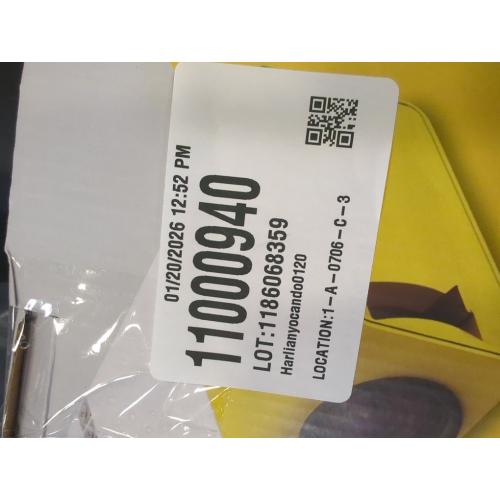 01/20/2026 12:52 PM
11000940
LOT:1186068359
Harlianyocando0120
LOCATION:1-A-0706-C-3